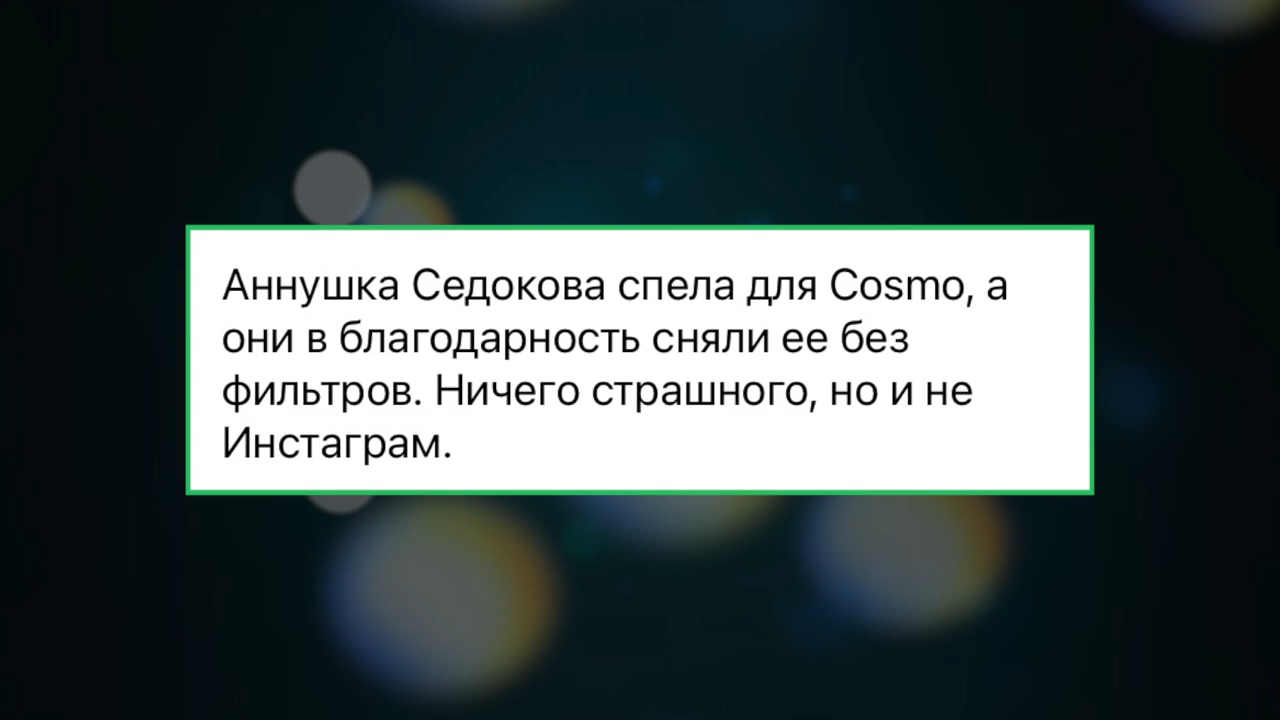 Аннушка Седокова спела для Cosmo, а
они в благодарность сняли ее без
фильтров. Ничего страшного, но и не
Инстаграм.